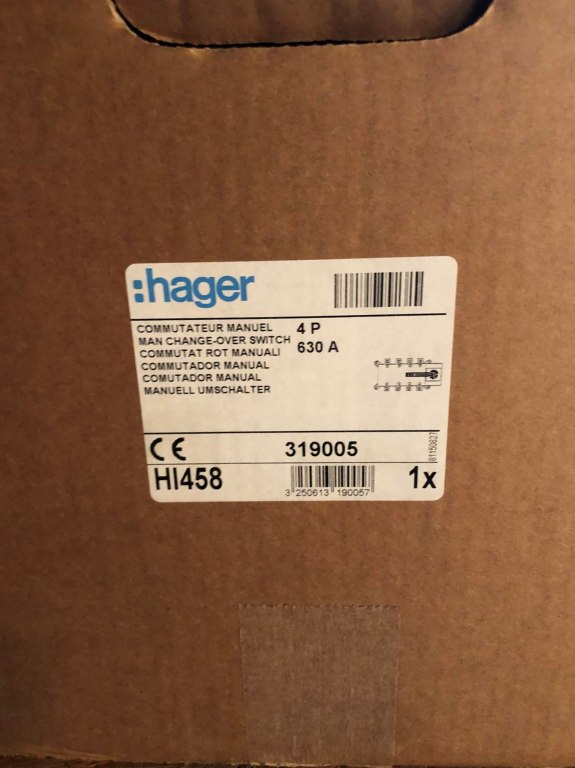 :hager
COMMUTATEUR MANUEL 4 P
MAN CHANGE-OVER SWITCH 630 A
COMMUTAT ROT MANUALI
COMMUTADOR MANUAL
COMUTADOR MANUAL
MANUELL UMSCHALTER
CE 319005
81150827
HI458 1x
3 250613 190057